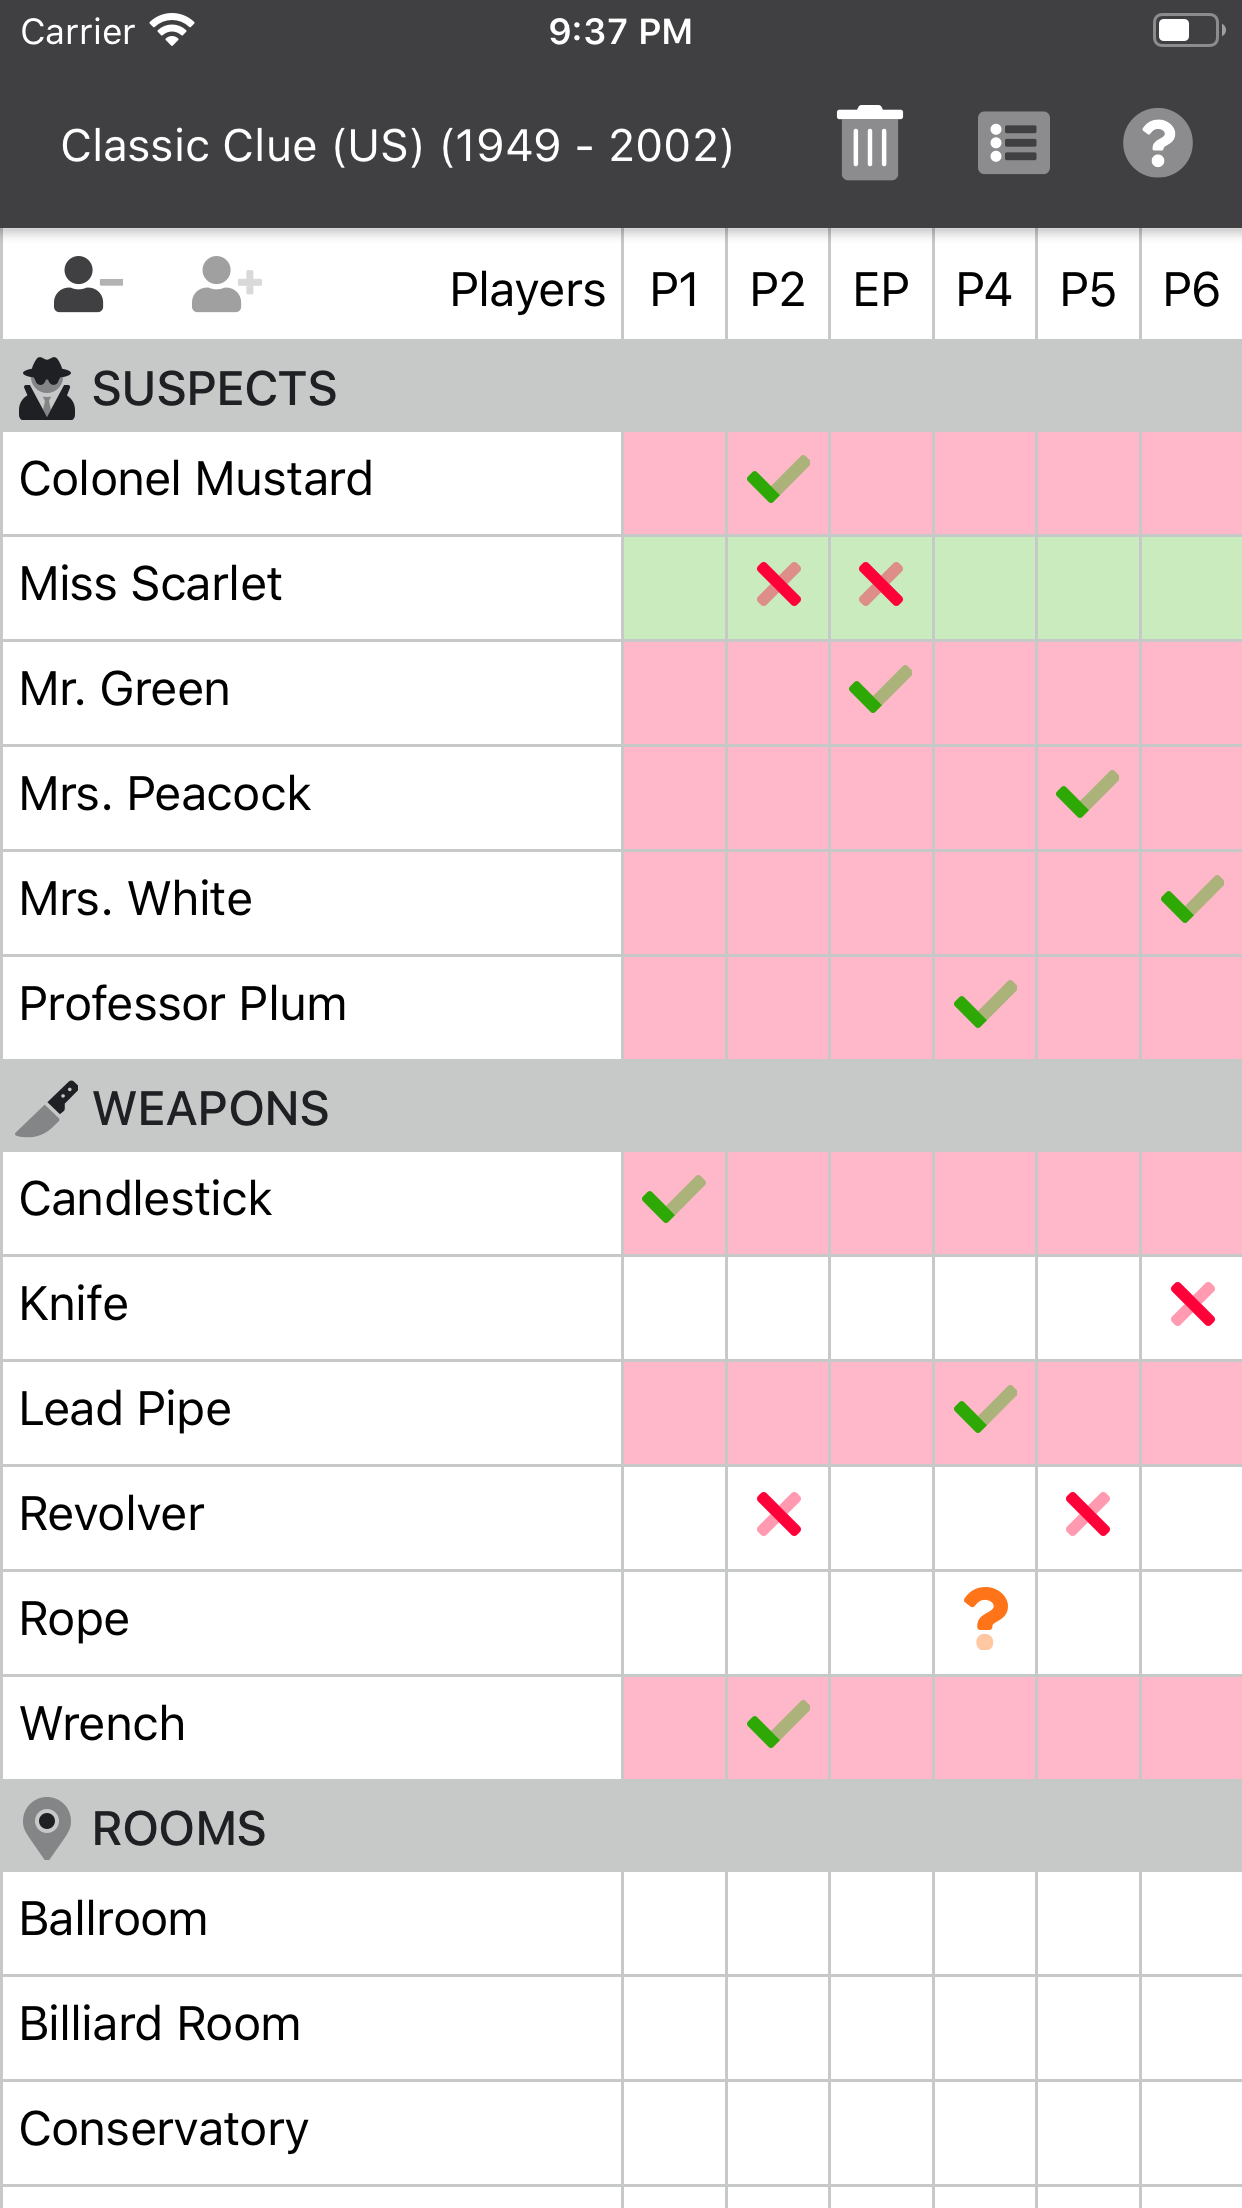 Carrier 9:37 PM
Classic Clue (US) (1949 - 2002)
Players P1 P2 EP P4 P5 P6
SUSPECTS
Colonel Mustard
Miss Scarlet
Mr. Green
Mrs. Peacock
Mrs. White
Professor Plum
WEAPONS
Candlestick
Knife
Lead Pipe
Revolver
Rope
Wrench
ROOMS
Ballroom
Billiard Room
Conservatory